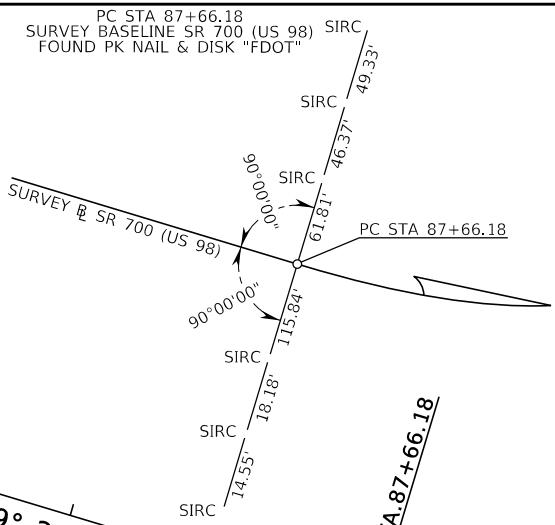 PC STA 87+66.18
SURVEY BASELINE SR 700 (US 98)
FOUND PK NAIL & DISK "FDOT"
SIRC
49.33'
SIRC
46.37'
SIRC
61.81'
90°00'00"
PC STA 87+66.18
SURVEY ⅊ SR 700 (US 98)
90°00'00"
115.84'
SIRC
18.18'
SIRC
14.55'
SIRC
A.87+66.18